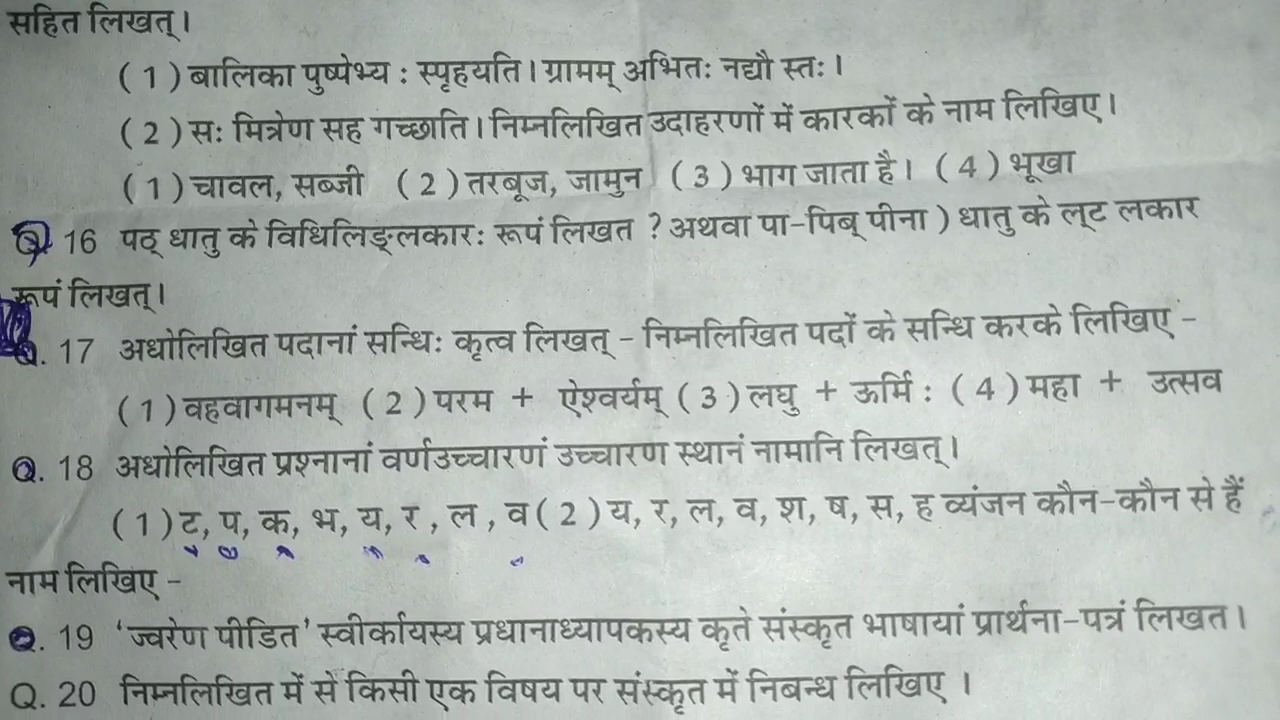 सहित लिखत्।
( 1 ) बालिका पुष्पेभ्य : स्पृहयति। ग्रामम् अभितः नद्यौ स्तः।
( 2 ) सः मित्रेण सह गच्छाति। निम्नलिखित उदाहरणों में कारकों के नाम लिखिए।
( 1 ) चावल, सब्जी ( 2 ) तरबूज, जामुन ( 3 ) भाग जाता है। ( 4 ) भूखा
Q. 16 पठ् धातु के विधिलिङ्लकारः रूपं लिखत ? अथवा पा-पिब् पीना ) धातु के लृट लकार
रूपं लिखत्।
Q. 17 अधोलिखित पदानां सन्धिः कृत्व लिखत् - निम्नलिखित पदों के सन्धि करके लिखिए -
( 1 ) वहवागमनम् ( 2 ) परम + ऐश्वर्यम् ( 3 ) लघु + ऊर्मि : ( 4 ) महा + उत्सव
Q. 18 अधोलिखित प्रश्नानां वर्णउच्चारणं उच्चारण स्थानं नामानि लिखत्।
( 1 ) ट, प, क, भ, य, र , ल , व ( 2 ) य, र, ल, व, श, ष, स, ह व्यंजन कौन-कौन से हैं
नाम लिखिए -
Q. 19 'ज्वरेण पीडित' स्वीर्कायस्य प्रधानाध्यापकस्य कृते संस्कृत भाषायां प्रार्थना-पत्रं लिखत।
Q. 20 निम्नलिखित में से किसी एक विषय पर संस्कृत में निबन्ध लिखिए ।